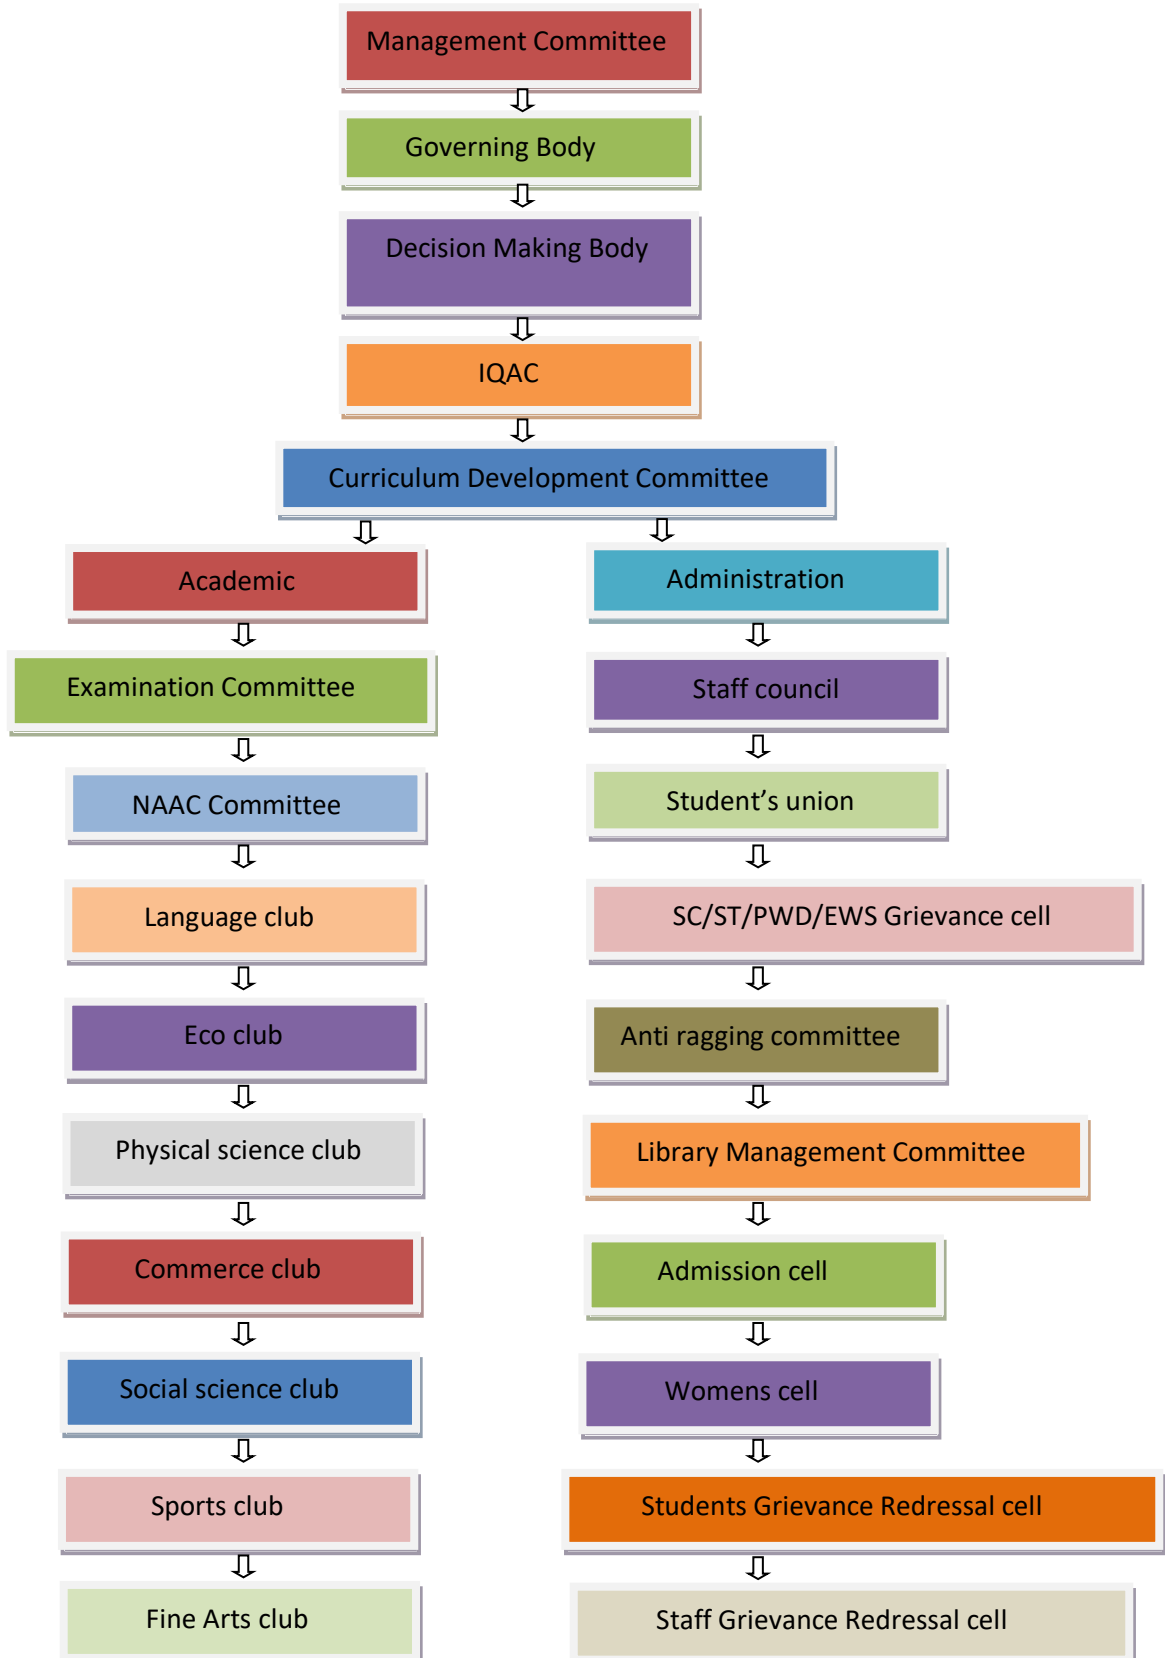 Management Committee
Governing Body
Decision Making Body
IQAC
Curriculum Development Committee
Academic
Administration
Examination Committee
Staff council
NAAC Committee
Student’s union
Language club
SC/ST/PWD/EWS Grievance cell
Eco club
Anti ragging committee
Physical science club
Library Management Committee
Commerce club
Admission cell
Social science club
Womens cell
Sports club
Students Grievance Redressal cell
Fine Arts club
Staff Grievance Redressal cell